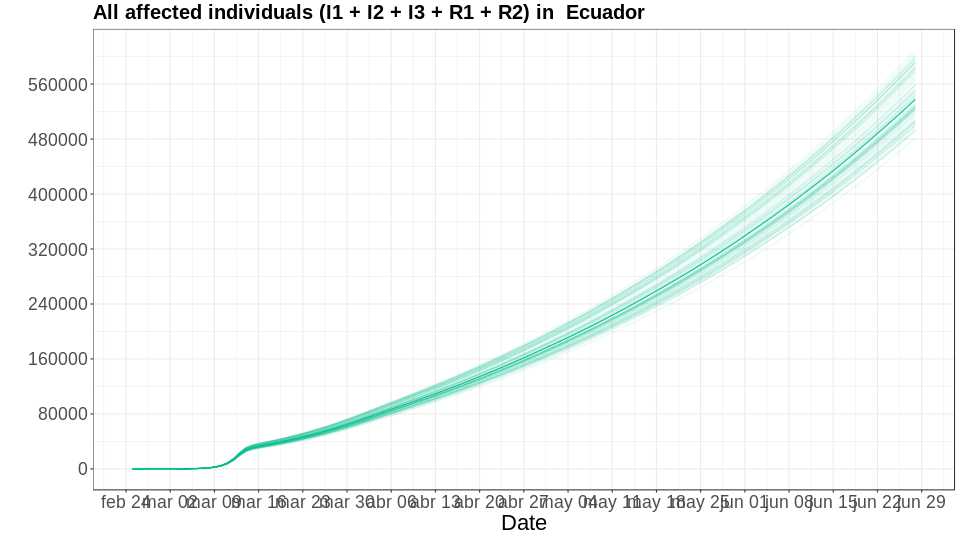 All affected individuals (I1 + I2 + I3 + R1 + R2) in  Ecuador
560000
480000
400000
320000
240000
160000
80000
0
feb 24 mar 02 mar 09 mar 16 mar 23 mar 30 abr 06 abr 13 abr 20 abr 27 may 04 may 11 may 18 may 25 jun 01 jun 08 jun 15 jun 22 jun 29
Date